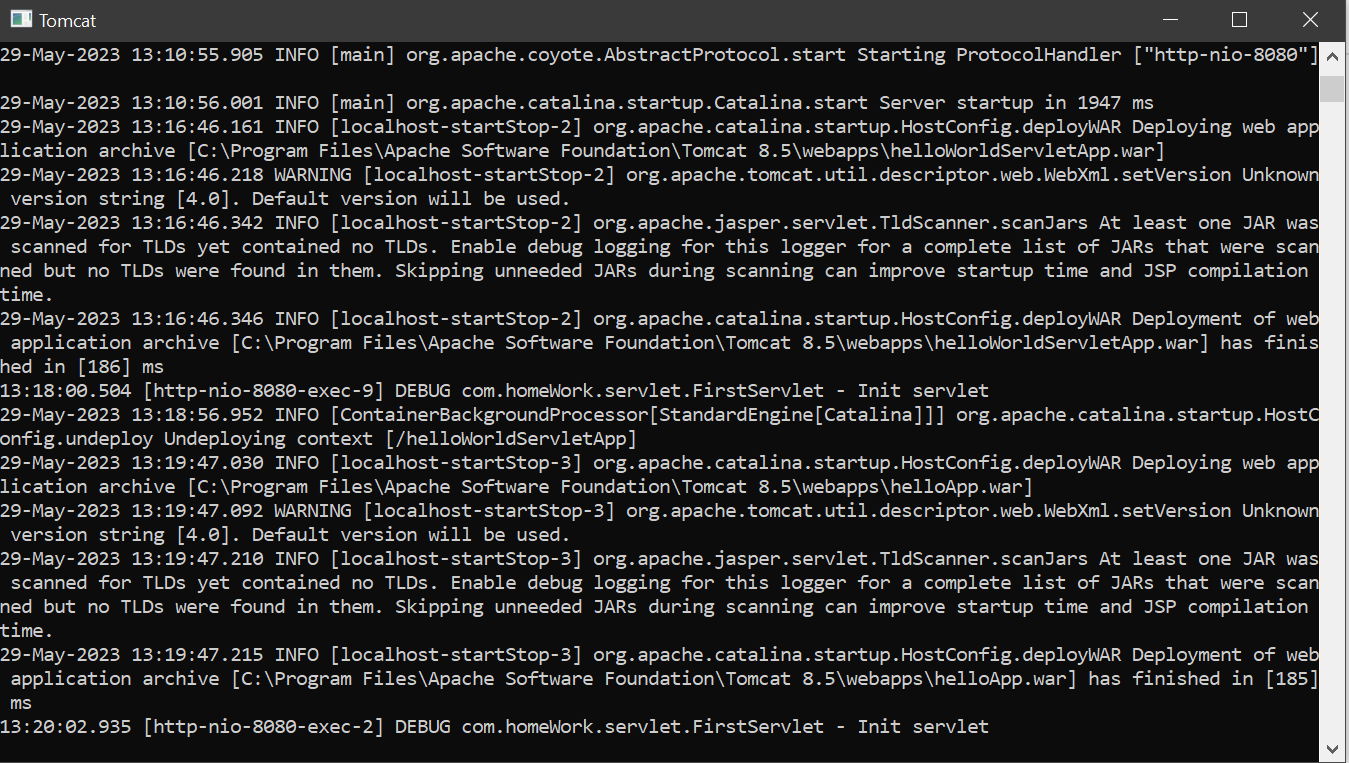 Tomcat
29-May-2023 13:10:55.905 INFO [main] org.apache.coyote.AbstractProtocol.start Starting ProtocolHandler ["http-nio-8080"]
29-May-2023 13:10:56.001 INFO [main] org.apache.catalina.startup.Catalina.start Server startup in 1947 ms
29-May-2023 13:16:46.161 INFO [localhost-startStop-2] org.apache.catalina.startup.HostConfig.deployWAR Deploying web app
lication archive [C:\Program Files\Apache Software Foundation\Tomcat 8.5\webapps\helloWorldServletApp.war]
29-May-2023 13:16:46.218 WARNING [localhost-startStop-2] org.apache.tomcat.util.descriptor.web.WebXml.setVersion Unknown
 version string [4.0]. Default version will be used.
29-May-2023 13:16:46.342 INFO [localhost-startStop-2] org.apache.jasper.servlet.TldScanner.scanJars At least one JAR was
 scanned for TLDs yet contained no TLDs. Enable debug logging for this logger for a complete list of JARs that were scan
ned but no TLDs were found in them. Skipping unneeded JARs during scanning can improve startup time and JSP compilation
time.
29-May-2023 13:16:46.346 INFO [localhost-startStop-2] org.apache.catalina.startup.HostConfig.deployWAR Deployment of web
 application archive [C:\Program Files\Apache Software Foundation\Tomcat 8.5\webapps\helloWorldServletApp.war] has finis
hed in [186] ms
13:18:00.504 [http-nio-8080-exec-9] DEBUG com.homeWork.servlet.FirstServlet - Init servlet
29-May-2023 13:18:56.952 INFO [ContainerBackgroundProcessor[StandardEngine[Catalina]]] org.apache.catalina.startup.HostC
onfig.undeploy Undeploying context [/helloWorldServletApp]
29-May-2023 13:19:47.030 INFO [localhost-startStop-3] org.apache.catalina.startup.HostConfig.deployWAR Deploying web app
lication archive [C:\Program Files\Apache Software Foundation\Tomcat 8.5\webapps\helloApp.war]
29-May-2023 13:19:47.092 WARNING [localhost-startStop-3] org.apache.tomcat.util.descriptor.web.WebXml.setVersion Unknown
 version string [4.0]. Default version will be used.
29-May-2023 13:19:47.210 INFO [localhost-startStop-3] org.apache.jasper.servlet.TldScanner.scanJars At least one JAR was
 scanned for TLDs yet contained no TLDs. Enable debug logging for this logger for a complete list of JARs that were scan
ned but no TLDs were found in them. Skipping unneeded JARs during scanning can improve startup time and JSP compilation
time.
29-May-2023 13:19:47.215 INFO [localhost-startStop-3] org.apache.catalina.startup.HostConfig.deployWAR Deployment of web
 application archive [C:\Program Files\Apache Software Foundation\Tomcat 8.5\webapps\helloApp.war] has finished in [185]
 ms
13:20:02.935 [http-nio-8080-exec-2] DEBUG com.homeWork.servlet.FirstServlet - Init servlet